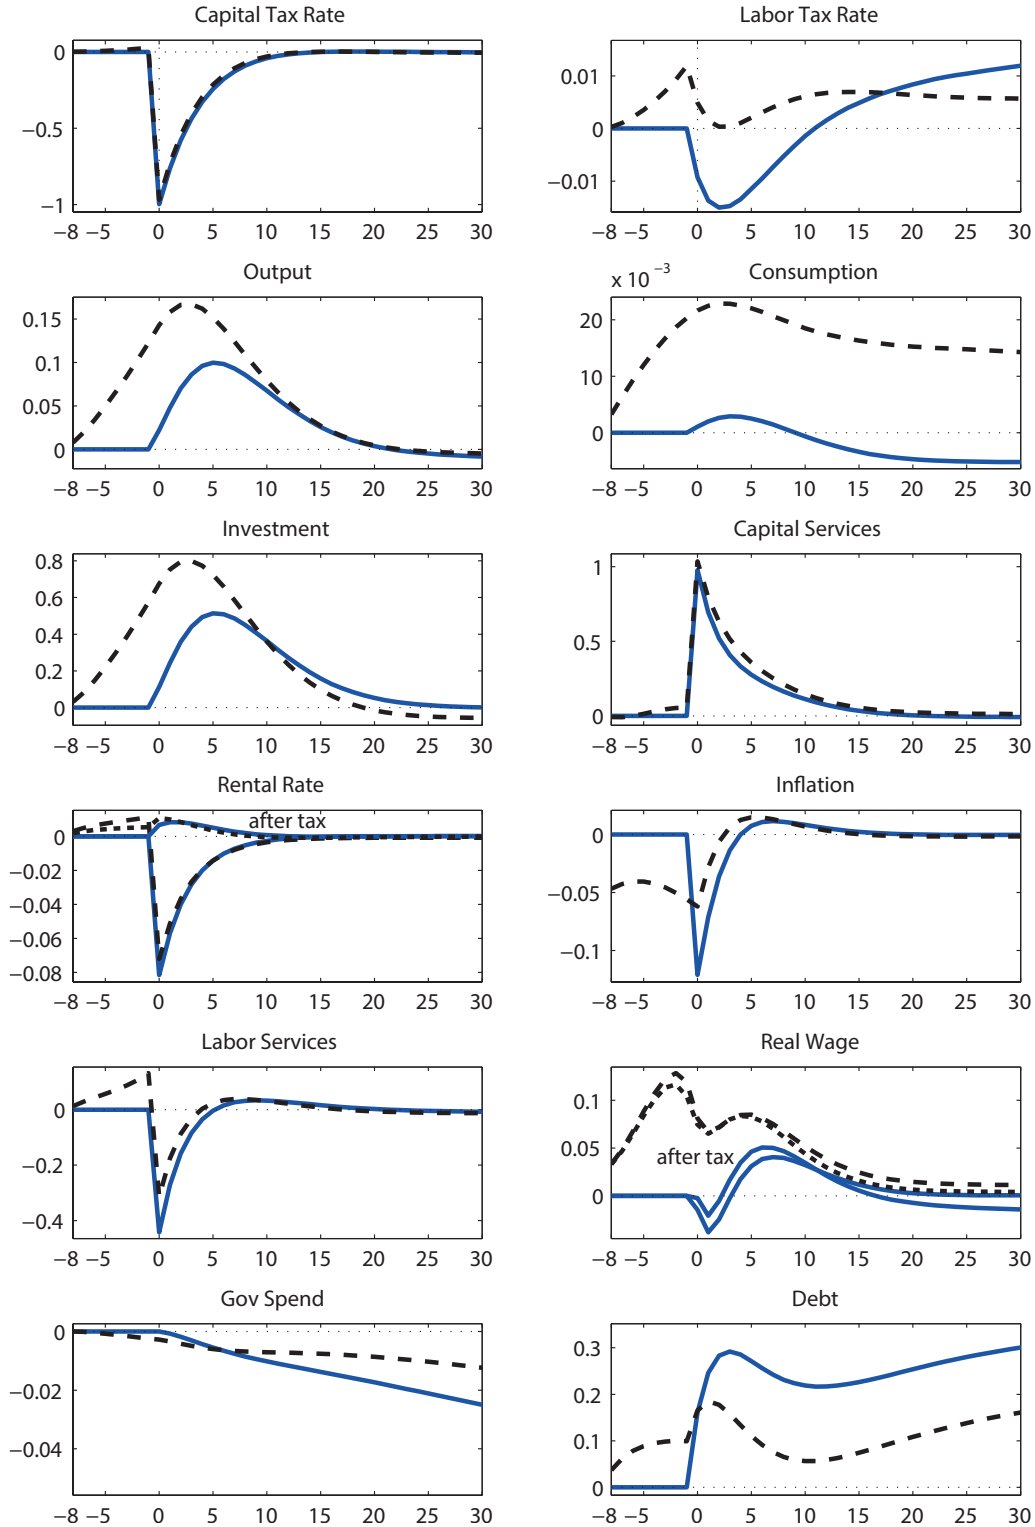 Capital Tax Rate
0
−0.5
−1
−8 −5 0 5 10 15 20 25 30
Labor Tax Rate
0.01
0
−0.01
−8 −5 0 5 10 15 20 25 30
Output
0.15
0.1
0.05
0
−8 −5 0 5 10 15 20 25 30
x 10 −3
Consumption
20
10
0
−8 −5 0 5 10 15 20 25 30
Investment
0.8
0.6
0.4
0.2
0
−8 −5 0 5 10 15 20 25 30
Capital Services
1
0.5
0
−8 −5 0 5 10 15 20 25 30
Rental Rate
after tax
0
−0.02
−0.04
−0.06
−0.08
−8 −5 0 5 10 15 20 25 30
Inflation
0
−0.05
−0.1
−8 −5 0 5 10 15 20 25 30
Labor Services
0
−0.2
−0.4
−8 −5 0 5 10 15 20 25 30
Real Wage
0.1
0.05
after tax
0
−8 −5 0 5 10 15 20 25 30
Gov Spend
0
−0.02
−0.04
−8 −5 0 5 10 15 20 25 30
Debt
0.3
0.2
0.1
0
−8 −5 0 5 10 15 20 25 30